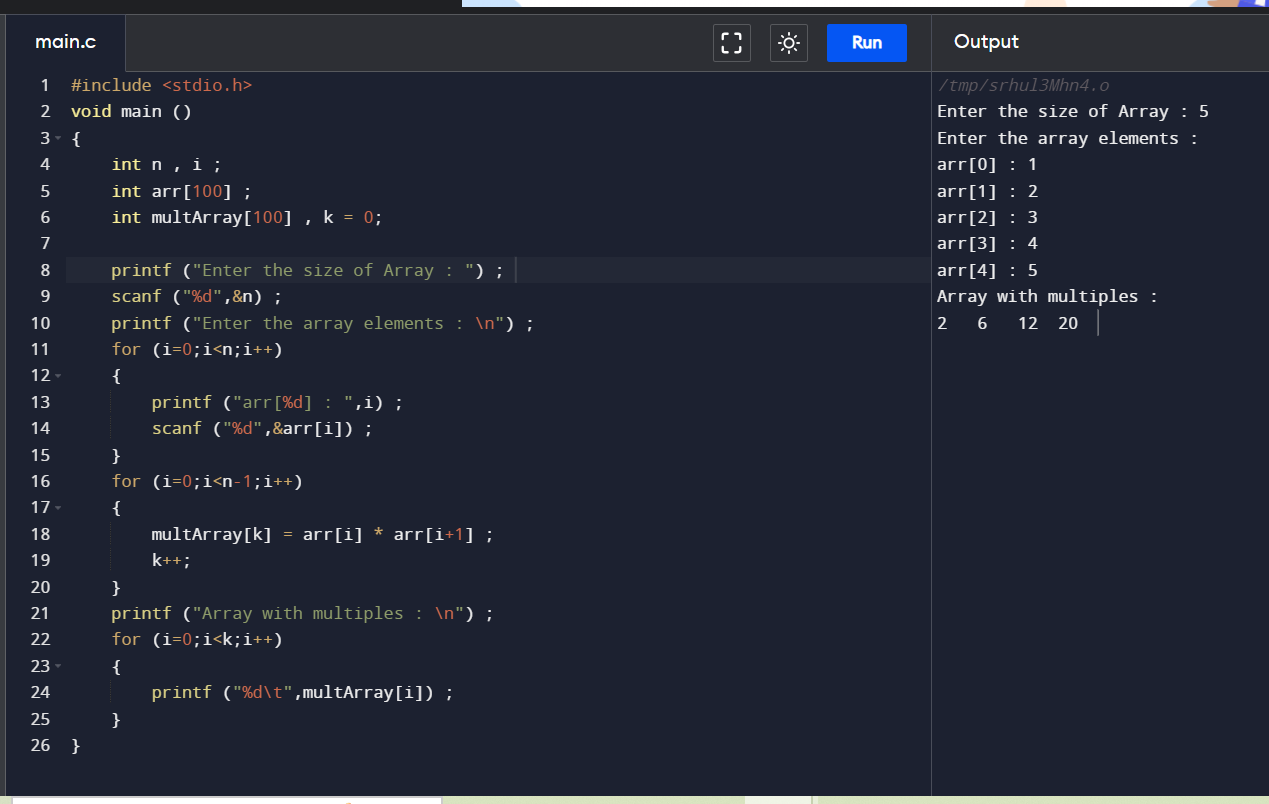 main.c
Run
Output
1 #include <stdio.h>
2 void main ()
3 {
4 int n , i ;
5 int arr[100] ;
6 int multArray[100] , k = 0;
7
8 printf ("Enter the size of Array : ") ;
9 scanf ("%d",&n) ;
10 printf ("Enter the array elements : \n") ;
11 for (i=0;i<n;i++)
12 {
13 printf ("arr[%d] : ",i) ;
14 scanf ("%d",&arr[i]) ;
15 }
16 for (i=0;i<n-1;i++)
17 {
18 multArray[k] = arr[i] * arr[i+1] ;
19 k++;
20 }
21 printf ("Array with multiples : \n") ;
22 for (i=0;i<k;i++)
23 {
24 printf ("%d\t",multArray[i]) ;
25 }
26 }
/tmp/srhul3Mhn4.o
Enter the size of Array : 5
Enter the array elements :
arr[0] : 1
arr[1] : 2
arr[2] : 3
arr[3] : 4
arr[4] : 5
Array with multiples :
2 6 12 20